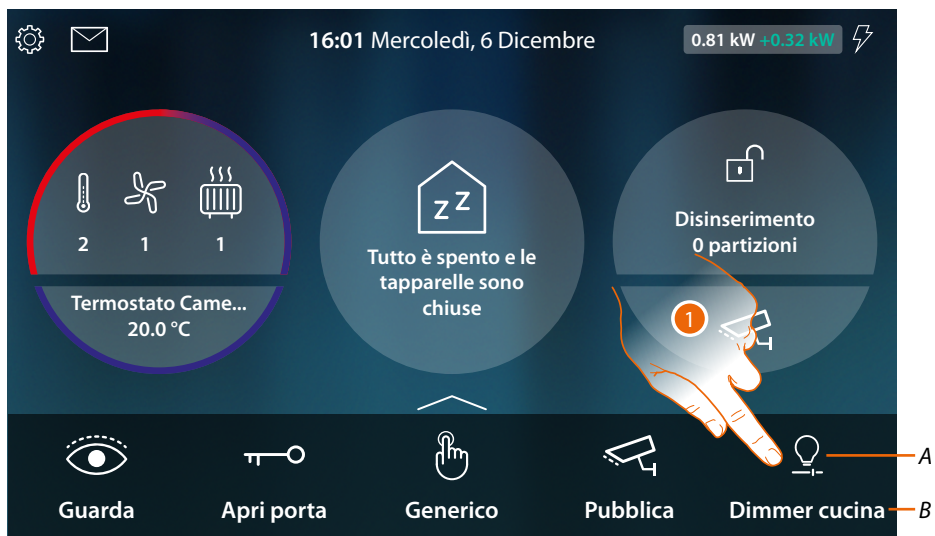 16:01 Mercoledì, 6 Dicembre
0.81 kW +0.32 kW
2 1 1
Termostato Came...
20.0 °C
z Z
Tutto è spento e le
tapparelle sono
chiuse
Disinserimento
0 partizioni
1
A
Guarda Apri porta Generico Pubblica Dimmer cucina
B